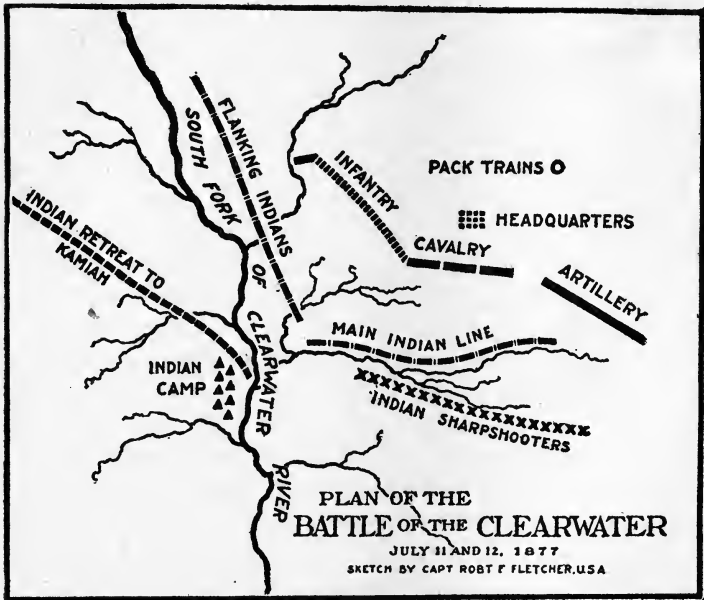 FLANKING INDIANS
SOUTH FORK
OF CLEARWATER
RIVER
INFANTRY
PACK TRAINS
HEADQUARTERS
CAVALRY
ARTILLERY
INDIAN RETREAT TO
KAMIAH
MAIN INDIAN LINE
INDIAN
CAMP
INDIAN SHARPSHOOTERS
PLAN OF THE
BATTLE OF THE CLEARWATER
JULY 11 AND 12, 1877
SKETCH BY CAPT ROBT F FLETCHER, U.S.A